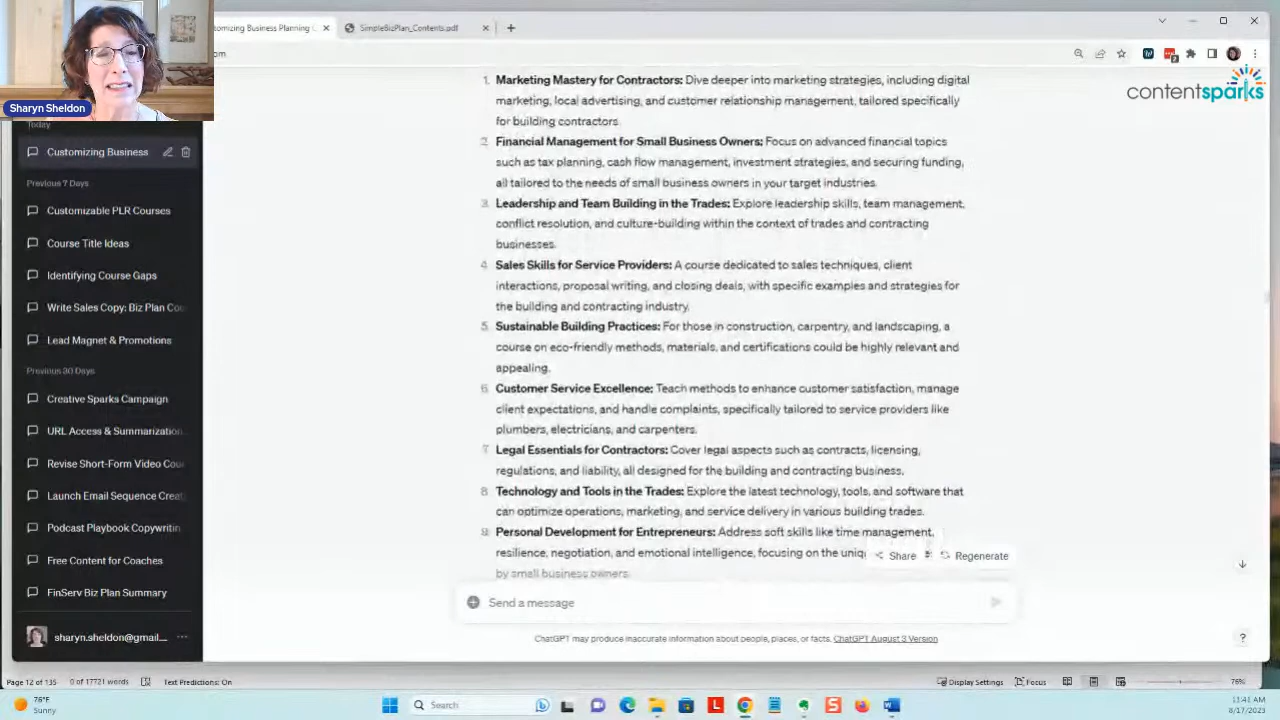 tomizing Business Planning
SimpleBizPlan_Contents.pdf
om
contentsparks
Sharyn Sheldon
Today
Customizing Business
Previous 7 Days
Customizable PLR Courses
Course Title Ideas
Identifying Course Gaps
Write Sales Copy: Biz Plan Cou
Lead Magnet & Promotions
Previous 30 Days
Creative Sparks Campaign
URL Access & Summarization
Revise Short-Form Video Cou
Launch Email Sequence Creat
Podcast Playbook Copywritin
Free Content for Coaches
FinServ Biz Plan Summary
sharyn.sheldon@gmail...
1. Marketing Mastery for Contractors: Dive deeper into marketing strategies, including digital
marketing, local advertising, and customer relationship management, tailored specifically
for building contractors.
2. Financial Management for Small Business Owners: Focus on advanced financial topics
such as tax planning, cash flow management, investment strategies, and securing funding,
all tailored to the needs of small business owners in your target industries.
3. Leadership and Team Building in the Trades: Explore leadership skills, team management,
conflict resolution, and culture-building within the context of trades and contracting
businesses.
4. Sales Skills for Service Providers: A course dedicated to sales techniques, client
interactions, proposal writing, and closing deals, with specific examples and strategies for
the building and contracting industry.
5. Sustainable Building Practices: For those in construction, carpentry, and landscaping, a
course on eco-friendly methods, materials, and certifications could be highly relevant and
appealing.
6. Customer Service Excellence: Teach methods to enhance customer satisfaction, manage
client expectations, and handle complaints, specifically tailored to service providers like
plumbers, electricians, and carpenters.
7. Legal Essentials for Contractors: Cover legal aspects such as contracts, licensing,
regulations, and liability, all designed for the building and contracting business.
8. Technology and Tools in the Trades: Explore the latest technology, tools, and software that
can optimize operations, marketing, and service delivery in various building trades.
9. Personal Development for Entrepreneurs: Address soft skills like time management,
resilience, negotiation, and emotional intelligence, focusing on the uniq
by small business owners.
Share
Regenerate
Send a message
ChatGPT may produce inaccurate information about people, places, or facts. ChatGPT August 3 Version
?
Page 12 of 135
0 of 17721 words
Text Predictions: On
Display Settings
Focus
76%
78°F
Sunny
Search
11:41 AM
8/17/2023